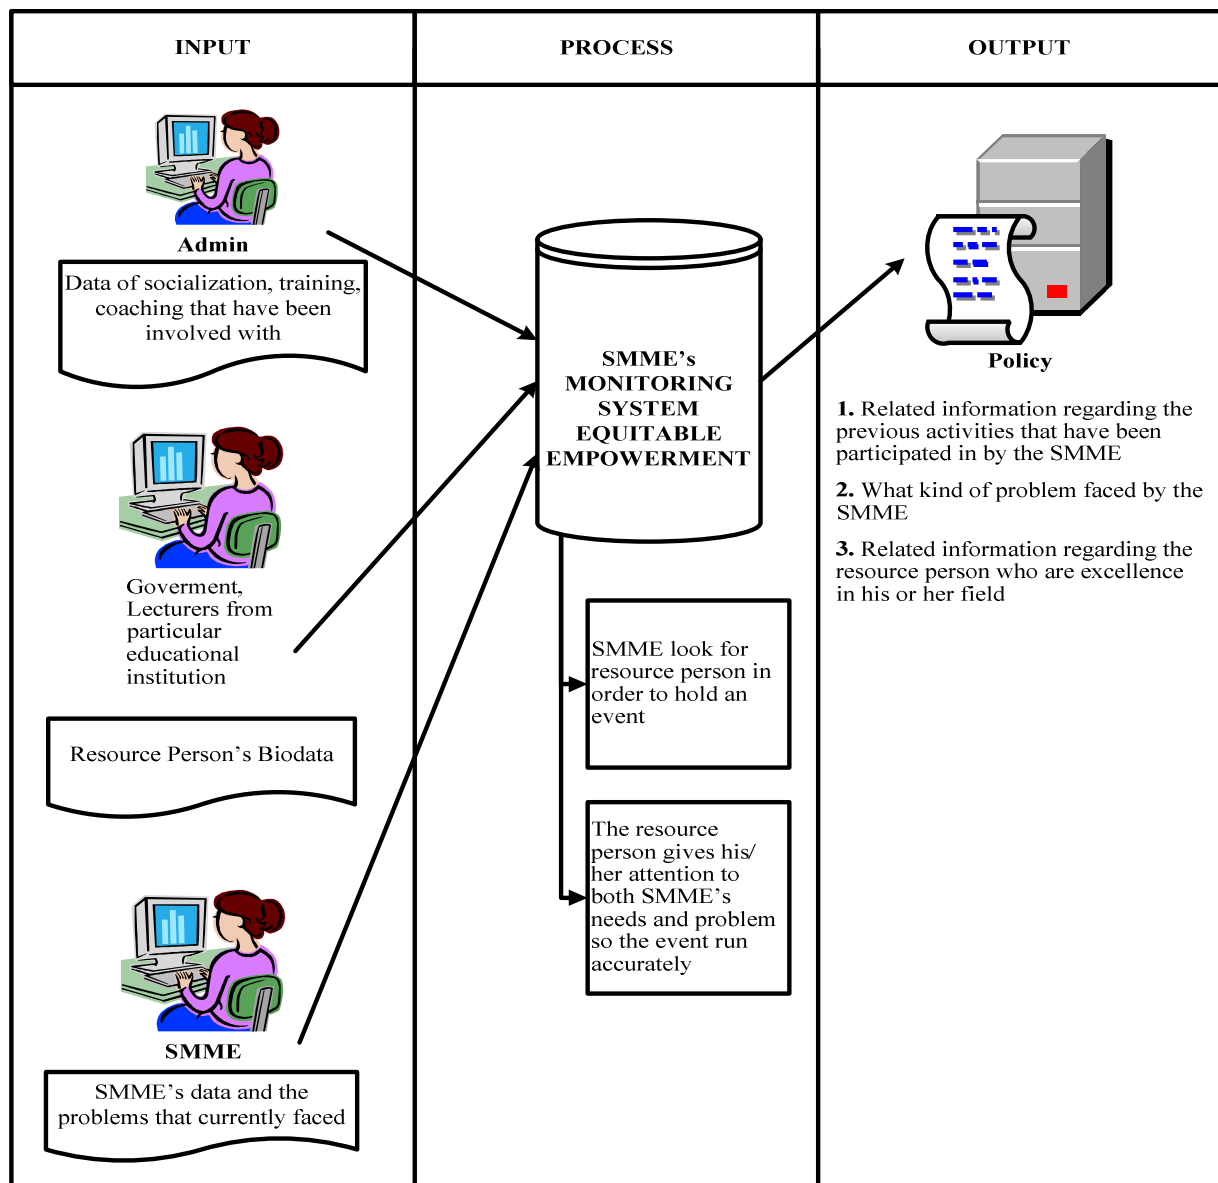 INPUT
PROCESS
OUTPUT
Admin
Data of socialization, training,
coaching that have been
involved with
Goverment,
Lecturers from
particular
educational
institution
Resource Person's Biodata
SMME
SMME's data and the
problems that currently faced
SMME's
MONITORING
SYSTEM
EQUITABLE
EMPOWERMENT
SMME look for
resource person in
order to hold an
event
The resource
person gives his/
her attention to
both SMME's
needs and problem
so the event run
accurately
Policy
1. Related information regarding the
previous activities that have been
participated in by the SMME
2. What kind of problem faced by the
SMME
3. Related information regarding the
resource person who are excellence
in his or her field